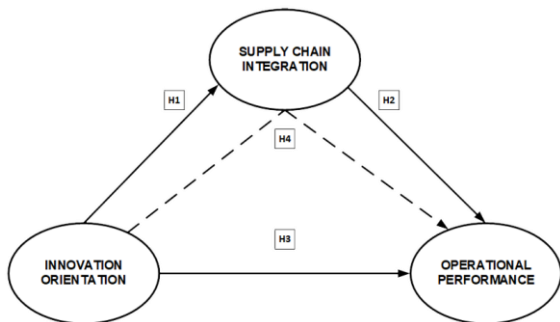 SUPPLY CHAIN
INTEGRATION
H1
H2
H4
H3
INNOVATION
ORIENTATION
OPERATIONAL
PERFORMANCE